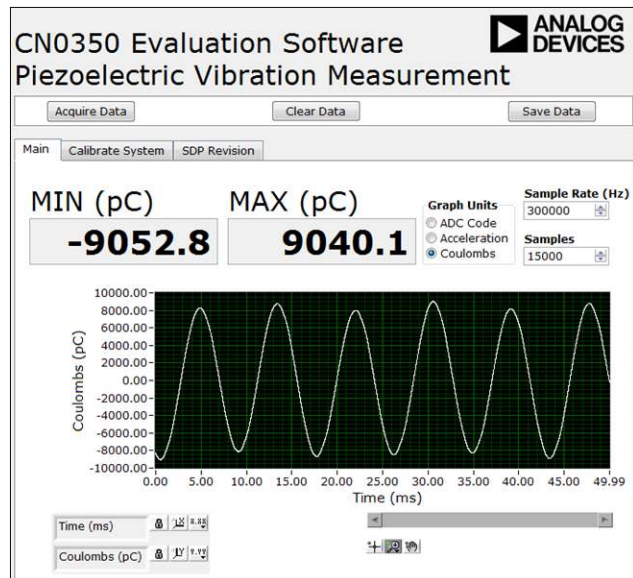 CN0350 Evaluation Software
Piezoelectric Vibration Measurement
ANALOG
DEVICES
Acquire Data
Clear Data
Save Data
Main
Calibrate System
SDP Revision
MIN (pC)
-9052.8
MAX (pC)
9040.1
Graph Units
ADC Code
Acceleration
Coulombs
Sample Rate (Hz)
300000
Samples
15000
Coulombs (pC)
10000.00
8000.00
6000.00
4000.00
2000.00
0.00
-2000.00
-4000.00
-6000.00
-8000.00
-10000.00
0.00 5.00 10.00 15.00 20.00 25.00 30.00 35.00 40.00 45.00 49.99
Time (ms)
Time (ms)
Coulombs (pC)